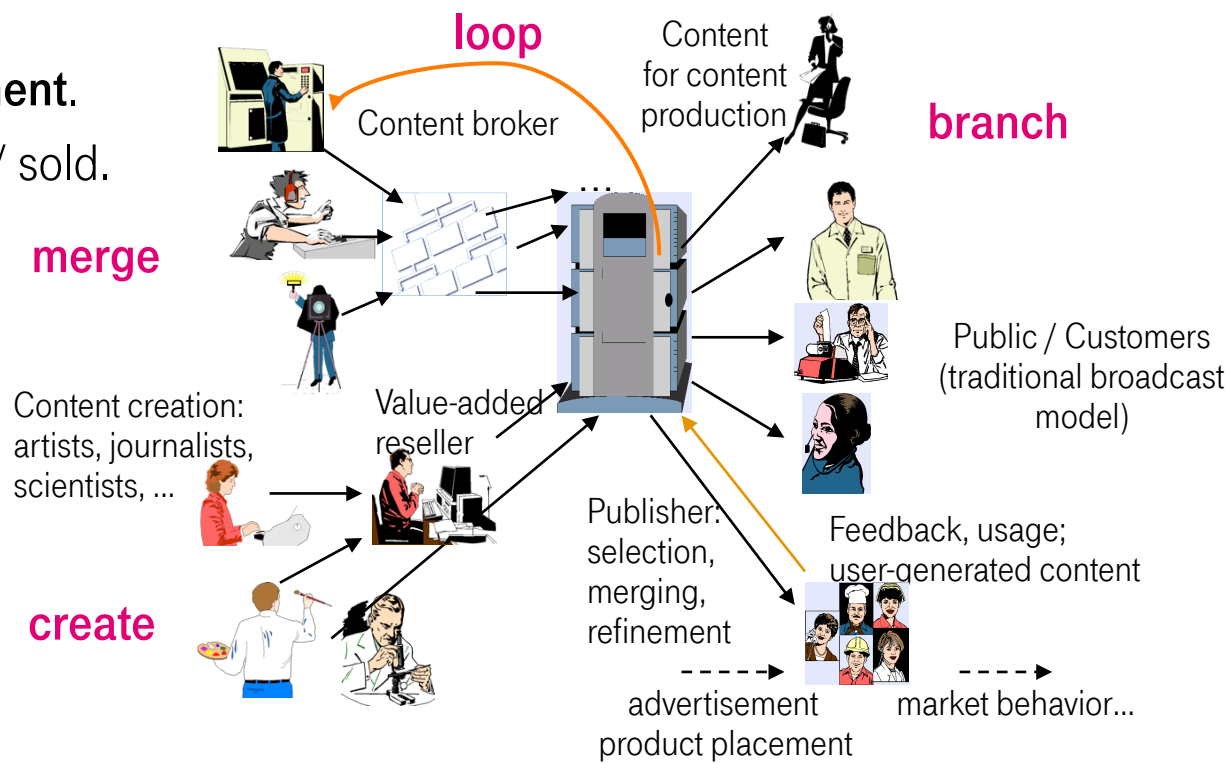 loop
Content
for content
production
nent.
Content broker
branch
/ sold.
...
merge
Public / Customers
(traditional broadcast
model)
Content creation:
artists, journalists,
scientists, ...
Value-added
reseller
Publisher:
selection,
merging,
refinement
Feedback, usage;
user-generated content
create
advertisement
product placement
market behavior...